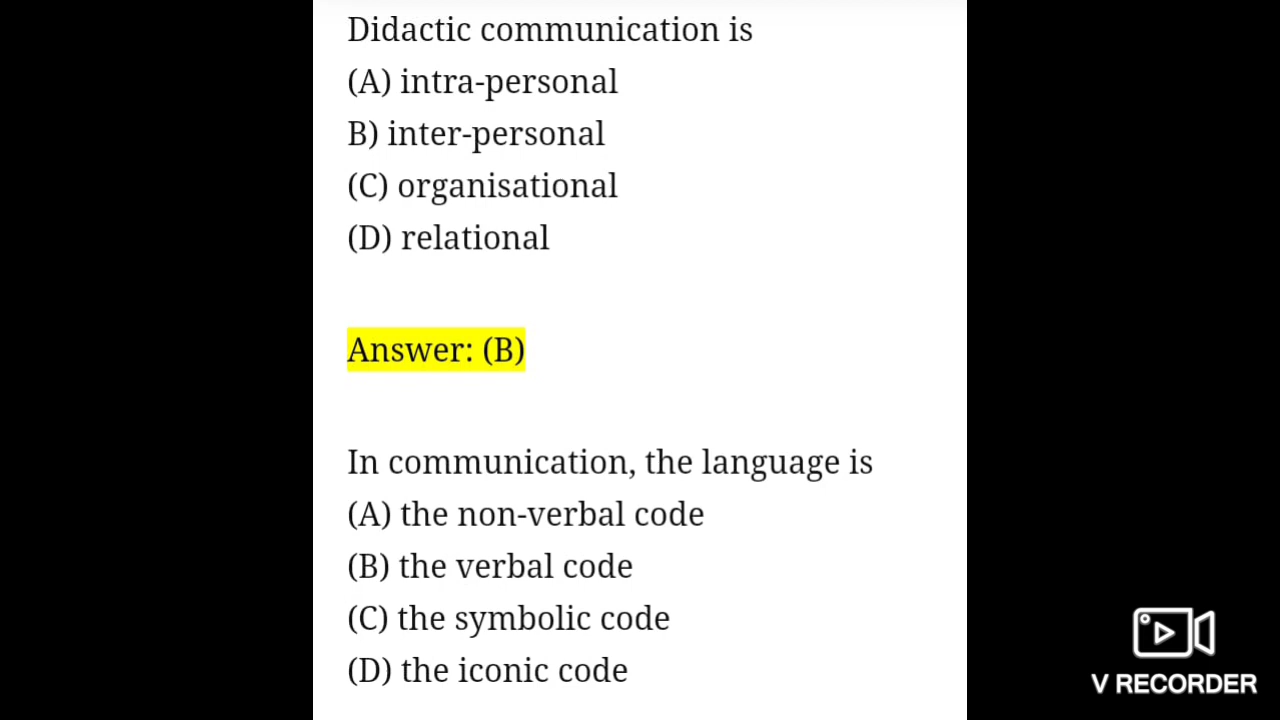 Didactic communication is
(A) intra-personal
B) inter-personal
(C) organisational
(D) relational
Answer: (B)
In communication, the language is
(A) the non-verbal code
(B) the verbal code
(C) the symbolic code
(D) the iconic code
V RECORDER